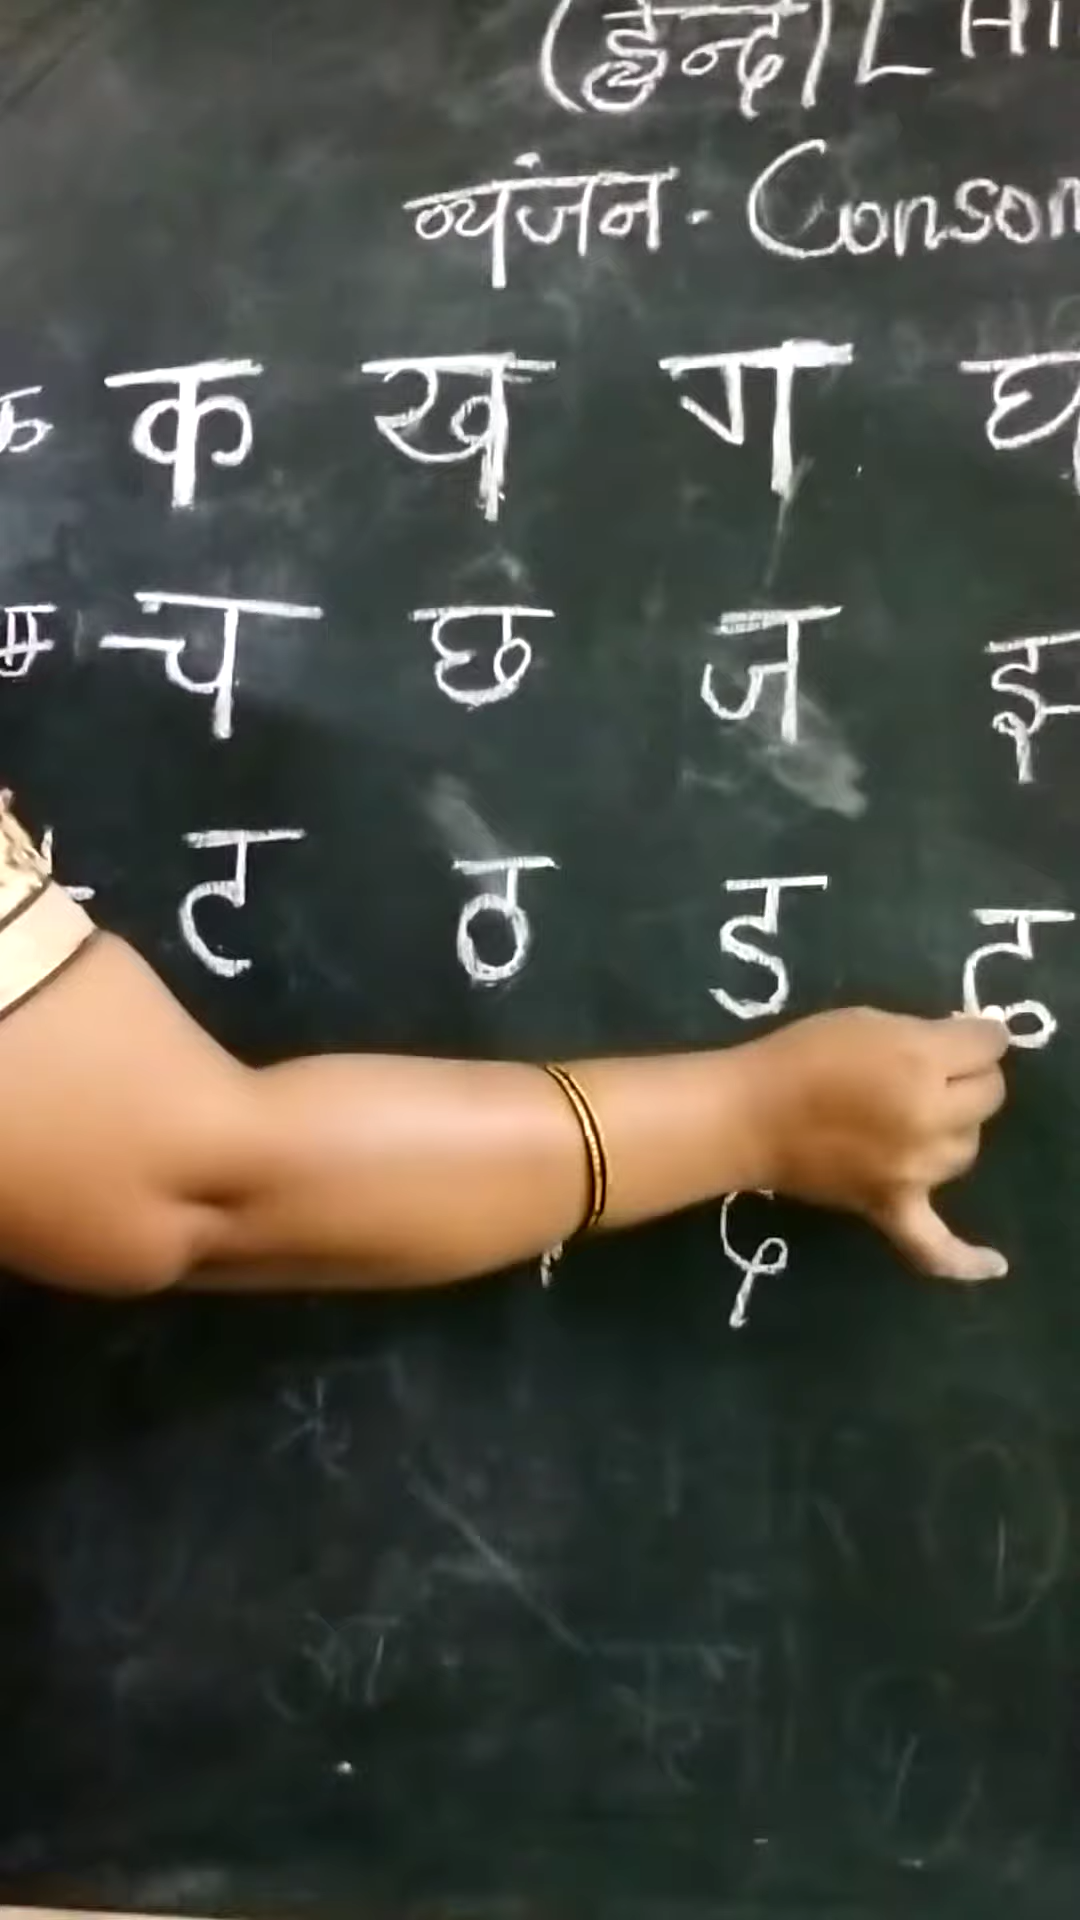 (हिन्दी) [ HI
व्यंजन - Conson
क क ख ग घ
च च छ ज झ
ट ठ ड ढ
द